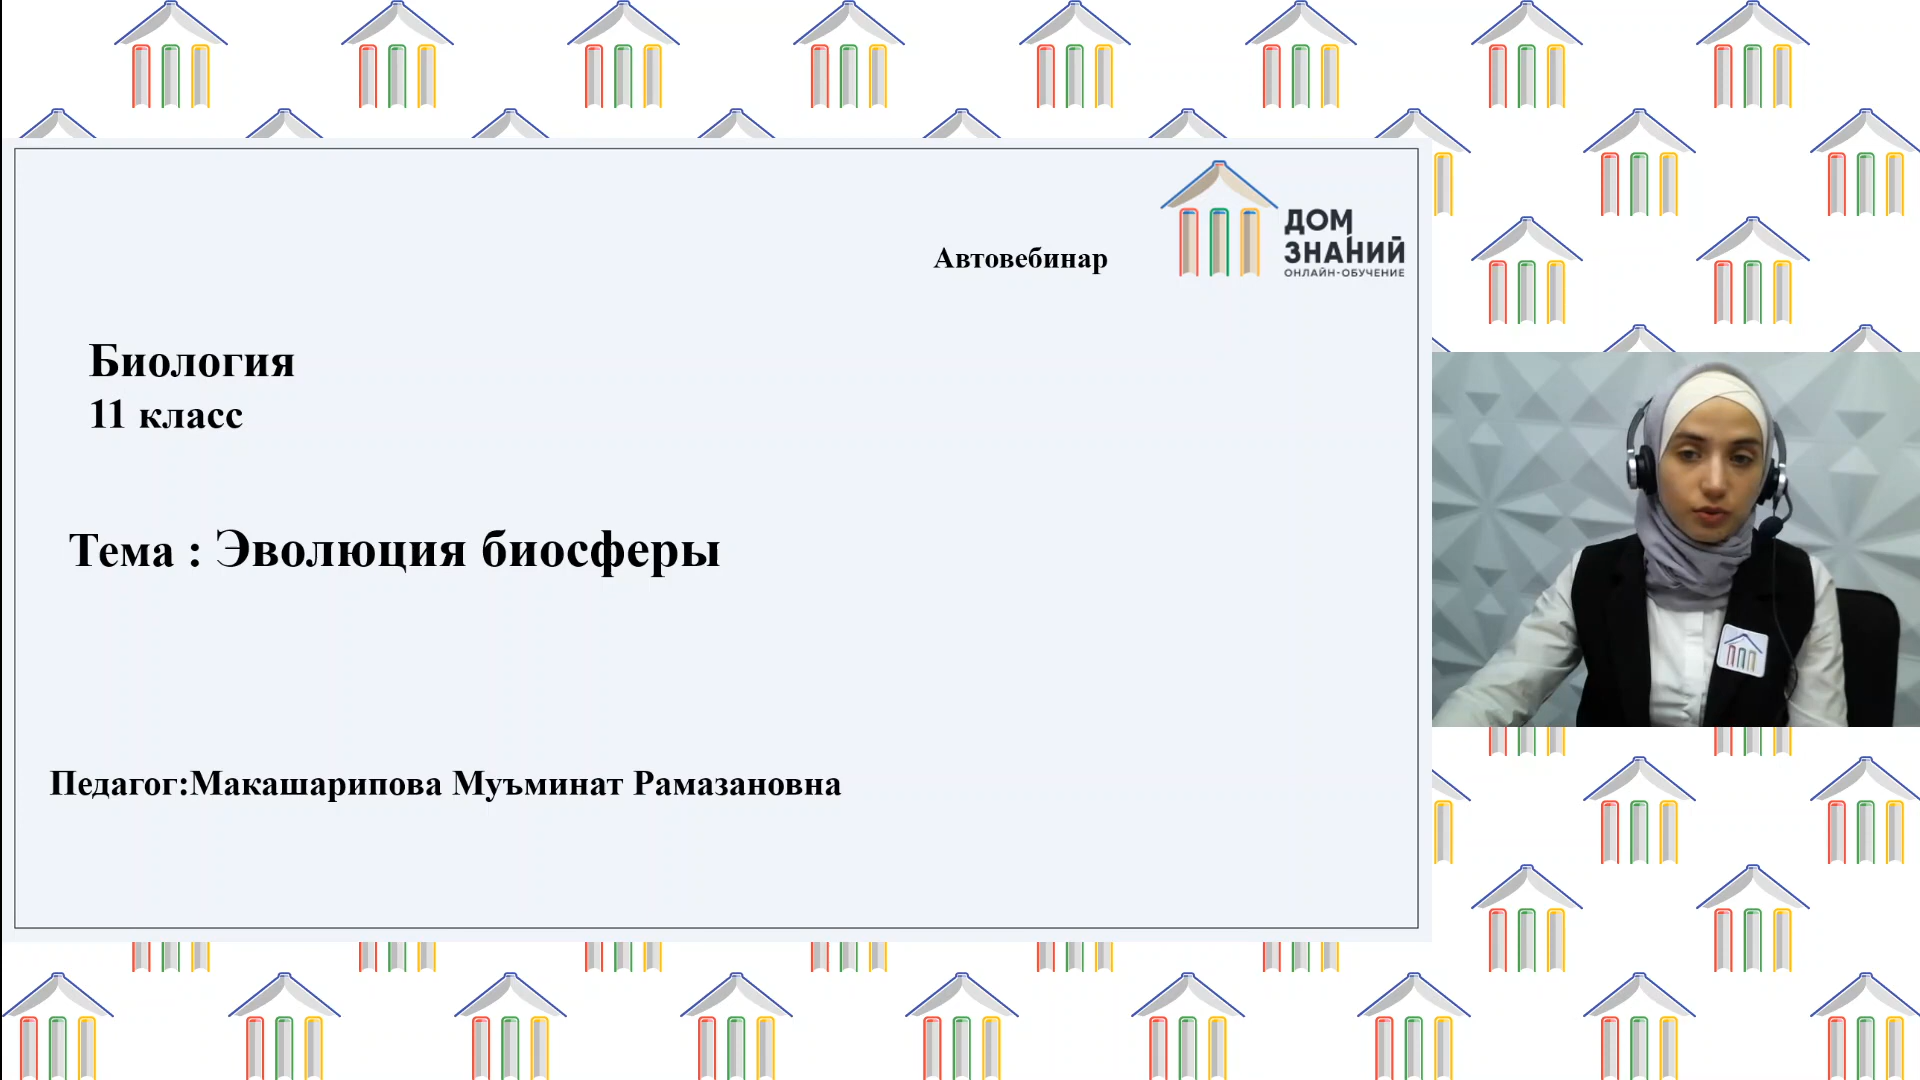 Автовебинар
ДОМ
ЗНАНИЙ
ОНЛАЙН-ОБУЧЕНИЕ
Биология
11 класс
Тема : Эволюция биосферы
Педагог:Макашарипова Муъминат Рамазановна